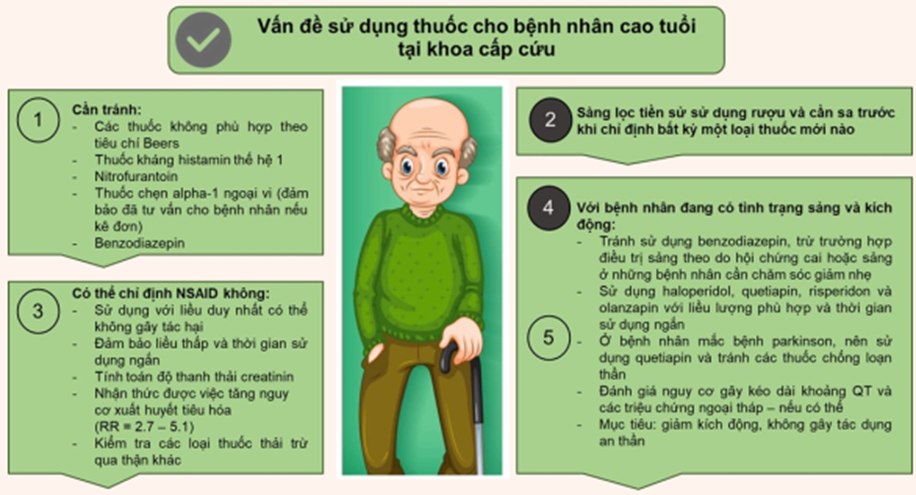 Vấn đề sử dụng thuốc cho bệnh nhân cao tuổi
tại khoa cấp cứu
1
Cần tránh:
- Các thuốc không phù hợp theo
tiêu chí Beers
- Thuốc kháng histamin thế hệ 1
- Nitrofurantoin
- Thuốc chẹn alpha-1 ngoại vi (đảm
bảo đã tư vấn cho bệnh nhân nếu
kê đơn)
- Benzodiazepin
2
Sàng lọc tiền sử sử dụng rượu và cần sa trước
khi chỉ định bất kỳ một loại thuốc mới nào
3
Có thể chỉ định NSAID không:
- Sử dụng với liều duy nhất có thể
không gây tác hại
- Đảm bảo liều thấp và thời gian sử
dụng ngắn
- Tính toán độ thanh thải creatinin
- Nhận thức được việc tăng nguy
cơ xuất huyết tiêu hóa
(RR = 2.7 – 5.1)
- Kiểm tra các loại thuốc thải trừ
qua thận khác
4
Với bệnh nhân đang có tình trạng sảng và kích
động:
- Tránh sử dụng benzodiazepin, trừ trường hợp
điều trị sảng theo do hội chứng cai hoặc sảng
ở những bệnh nhân cần chăm sóc giảm nhẹ
- Sử dụng haloperidol, quetiapin, risperidon và
olanzapin với liều lượng phù hợp và thời gian
sử dụng ngắn
5
- Ở bệnh nhân mắc bệnh parkinson, nên sử
dụng quetiapin và tránh các thuốc chống loạn
thần
- Đánh giá nguy cơ gây kéo dài khoảng QT và
các triệu chứng ngoại tháp – nếu có thể
- Mục tiêu: giảm kích động, không gây tác dụng
an thần